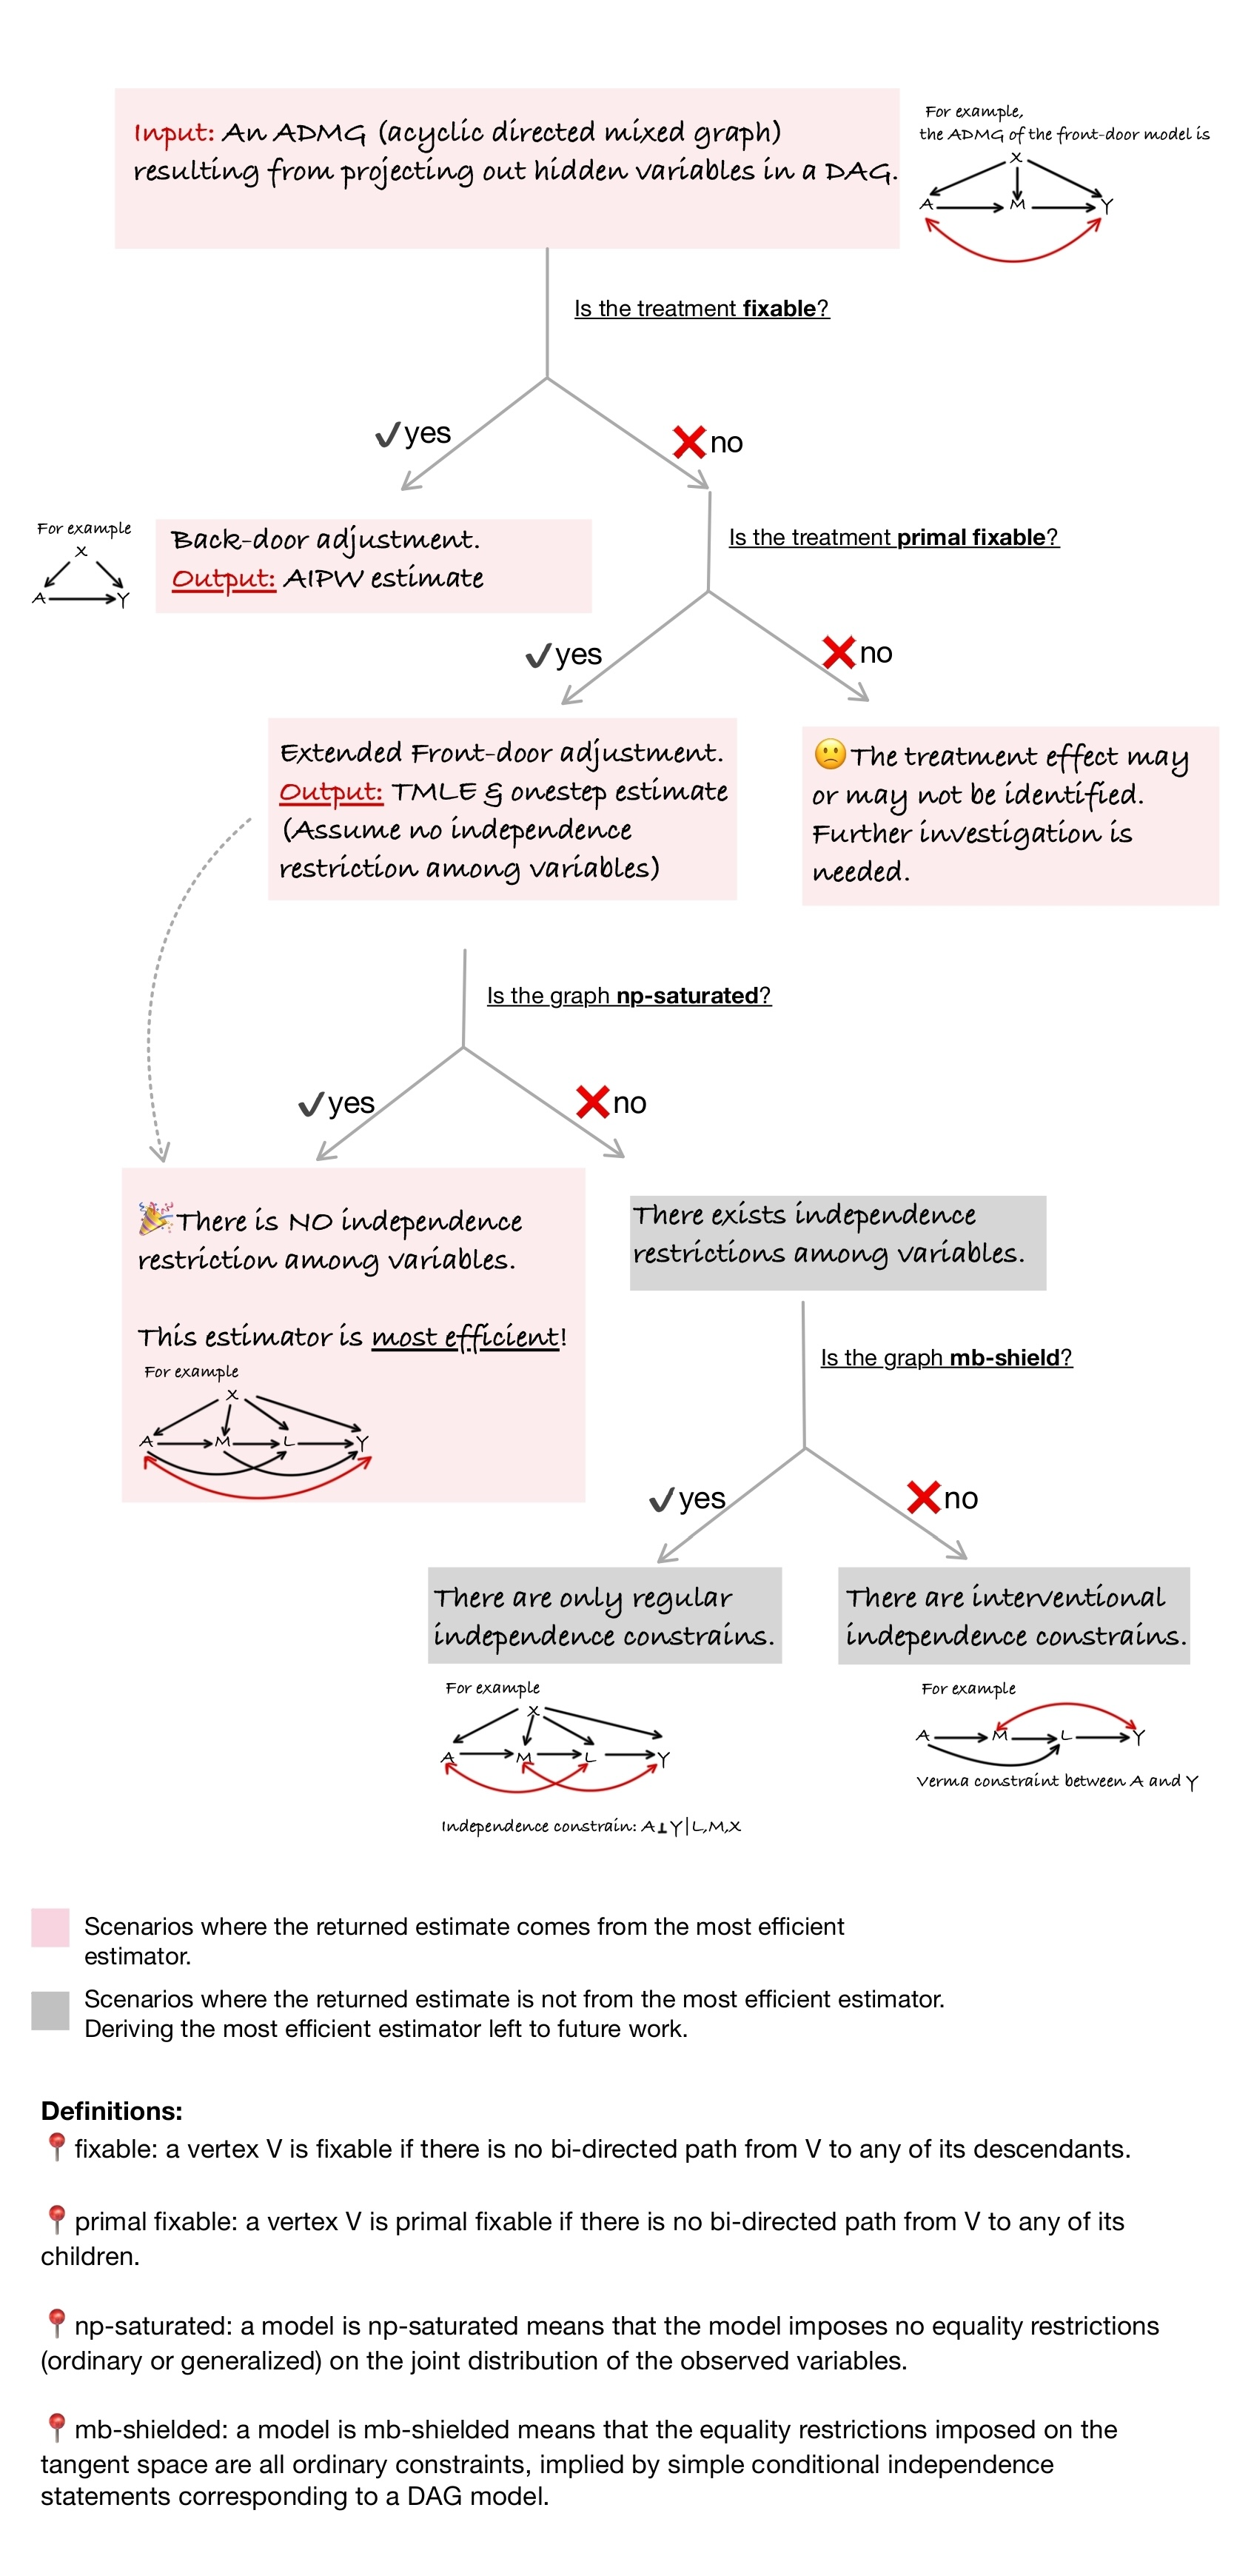 Input: An ADMG (acyclic directed mixed graph)
resulting from projecting out hidden variables in a DAG.
For example,
the ADMG of the front-door model is
X
A
M
Y
Is the treatment fixable?
✔yes
❌no
For example
X
A
Y
Back-door adjustment.
Output: AIPW estimate
Is the treatment primal fixable?
✔yes
❌no
Extended Front-door adjustment.
Output: TMLE & onestep estimate
(Assume no independence
restriction among variables)
🙁The treatment effect may
or may not be identified.
Further investigation is
needed.
Is the graph np-saturated?
✔yes
❌no
🎉There is NO independence
restriction among variables.
This estimator is most efficient!
For example
X
A
M
L
Y
There exists independence
restrictions among variables.
Is the graph mb-shield?
✔yes
❌no
There are only regular
independence constrains.
For example
X
A
M
L
Y
Independence constrain: A⊥Y|L,M,X
There are interventional
independence constrains.
For example
A
M
L
Y
Verma constraint between A and Y
Scenarios where the returned estimate comes from the most efficient
estimator.
Scenarios where the returned estimate is not from the most efficient estimator.
Deriving the most efficient estimator left to future work.
Definitions:
📍fixable: a vertex V is fixable if there is no bi-directed path from V to any of its descendants.
📍primal fixable: a vertex V is primal fixable if there is no bi-directed path from V to any of its
children.
📍np-saturated: a model is np-saturated means that the model imposes no equality restrictions
(ordinary or generalized) on the joint distribution of the observed variables.
📍mb-shielded: a model is mb-shielded means that the equality restrictions imposed on the
tangent space are all ordinary constraints, implied by simple conditional independence
statements corresponding to a DAG model.